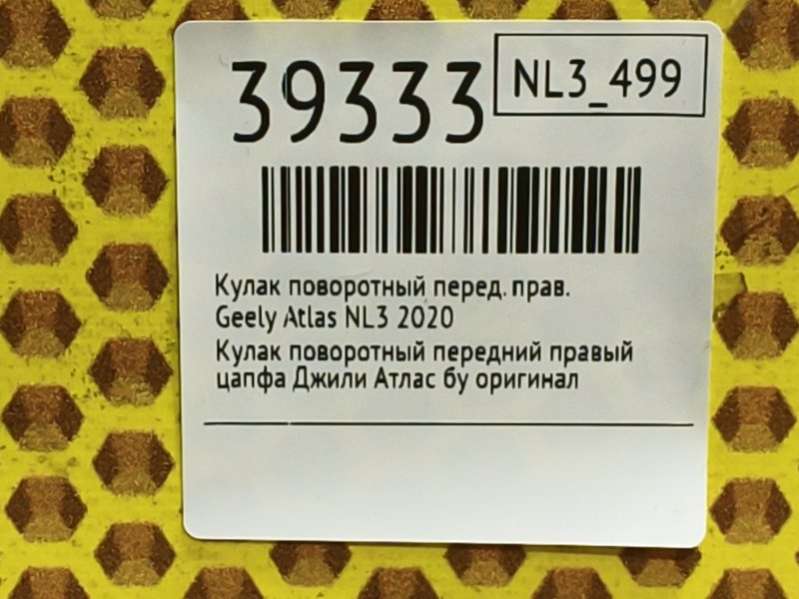 39333
NL3_499
Кулак поворотный перед. прав.
Geely Atlas NL3 2020
Кулак поворотный передний правый
цапфа Джили Атлас бу оригинал